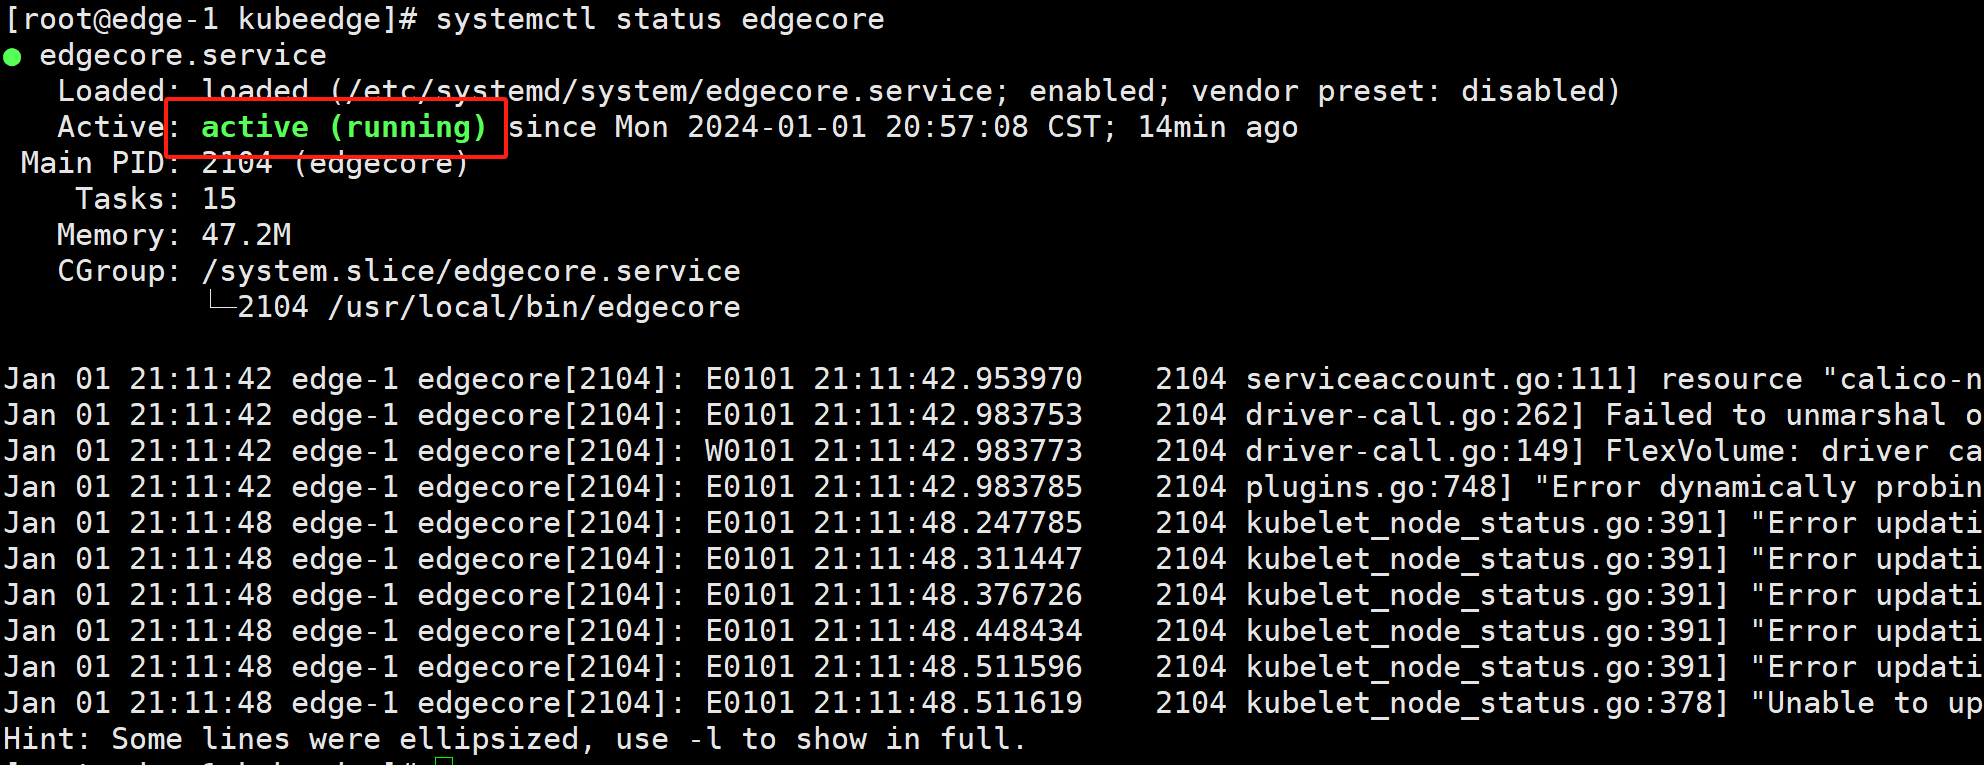 [root@edge-1 kubeedge]# systemctl status edgecore
● edgecore.service
Loaded: loaded (/etc/systemd/system/edgecore.service; enabled; vendor preset: disabled)
Active: active (running) since Mon 2024-01-01 20:57:08 CST; 14min ago
Main PID: 2104 (edgecore)
Tasks: 15
Memory: 47.2M
CGroup: /system.slice/edgecore.service
└─2104 /usr/local/bin/edgecore
Jan 01 21:11:42 edge-1 edgecore[2104]: E0101 21:11:42.953970    2104 serviceaccount.go:111] resource "calico-n
Jan 01 21:11:42 edge-1 edgecore[2104]: E0101 21:11:42.983753    2104 driver-call.go:262] Failed to unmarshal o
Jan 01 21:11:42 edge-1 edgecore[2104]: W0101 21:11:42.983773    2104 driver-call.go:149] FlexVolume: driver ca
Jan 01 21:11:42 edge-1 edgecore[2104]: E0101 21:11:42.983785    2104 plugins.go:748] "Error dynamically probin
Jan 01 21:11:48 edge-1 edgecore[2104]: E0101 21:11:48.247785    2104 kubelet_node_status.go:391] "Error updati
Jan 01 21:11:48 edge-1 edgecore[2104]: E0101 21:11:48.311447    2104 kubelet_node_status.go:391] "Error updati
Jan 01 21:11:48 edge-1 edgecore[2104]: E0101 21:11:48.376726    2104 kubelet_node_status.go:391] "Error updati
Jan 01 21:11:48 edge-1 edgecore[2104]: E0101 21:11:48.448434    2104 kubelet_node_status.go:391] "Error updati
Jan 01 21:11:48 edge-1 edgecore[2104]: E0101 21:11:48.511596    2104 kubelet_node_status.go:391] "Error updati
Jan 01 21:11:48 edge-1 edgecore[2104]: E0101 21:11:48.511619    2104 kubelet_node_status.go:378] "Unable to up
Hint: Some lines were ellipsized, use -l to show in full.